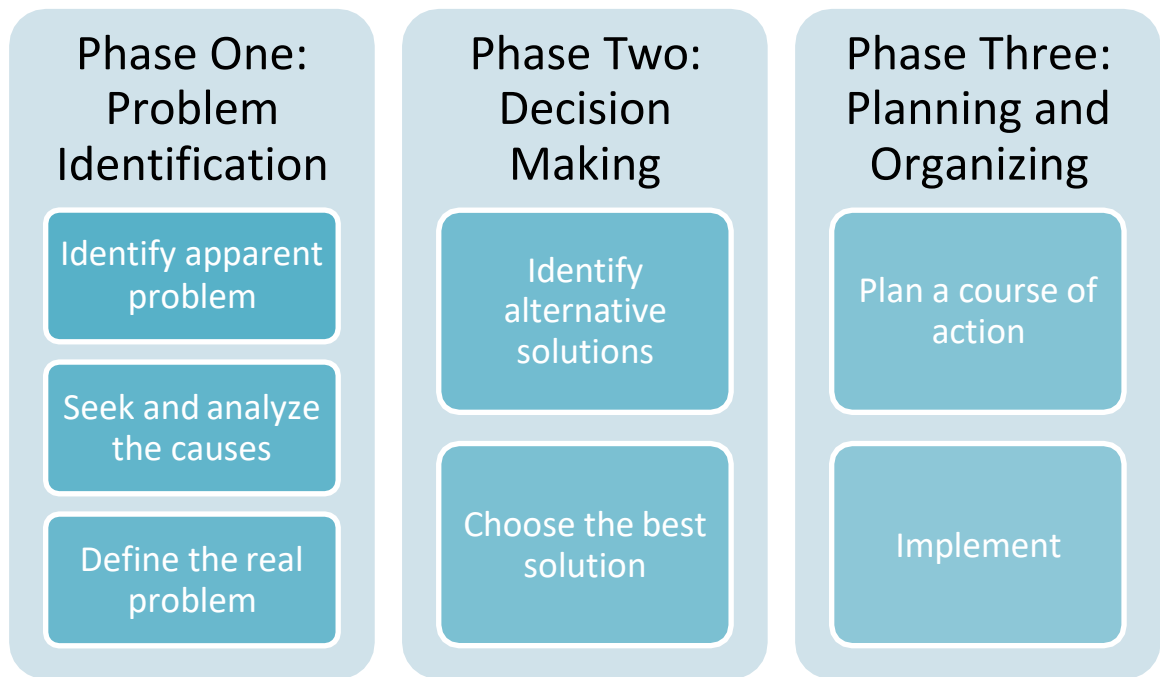 Phase One:
Problem
Identification
Identify apparent
problem
Seek and analyze
the causes
Define the real
problem
Phase Two:
Decision
Making
Identify
alternative
solutions
Choose the best
solution
Phase Three:
Planning and
Organizing
Plan a course of
action
Implement